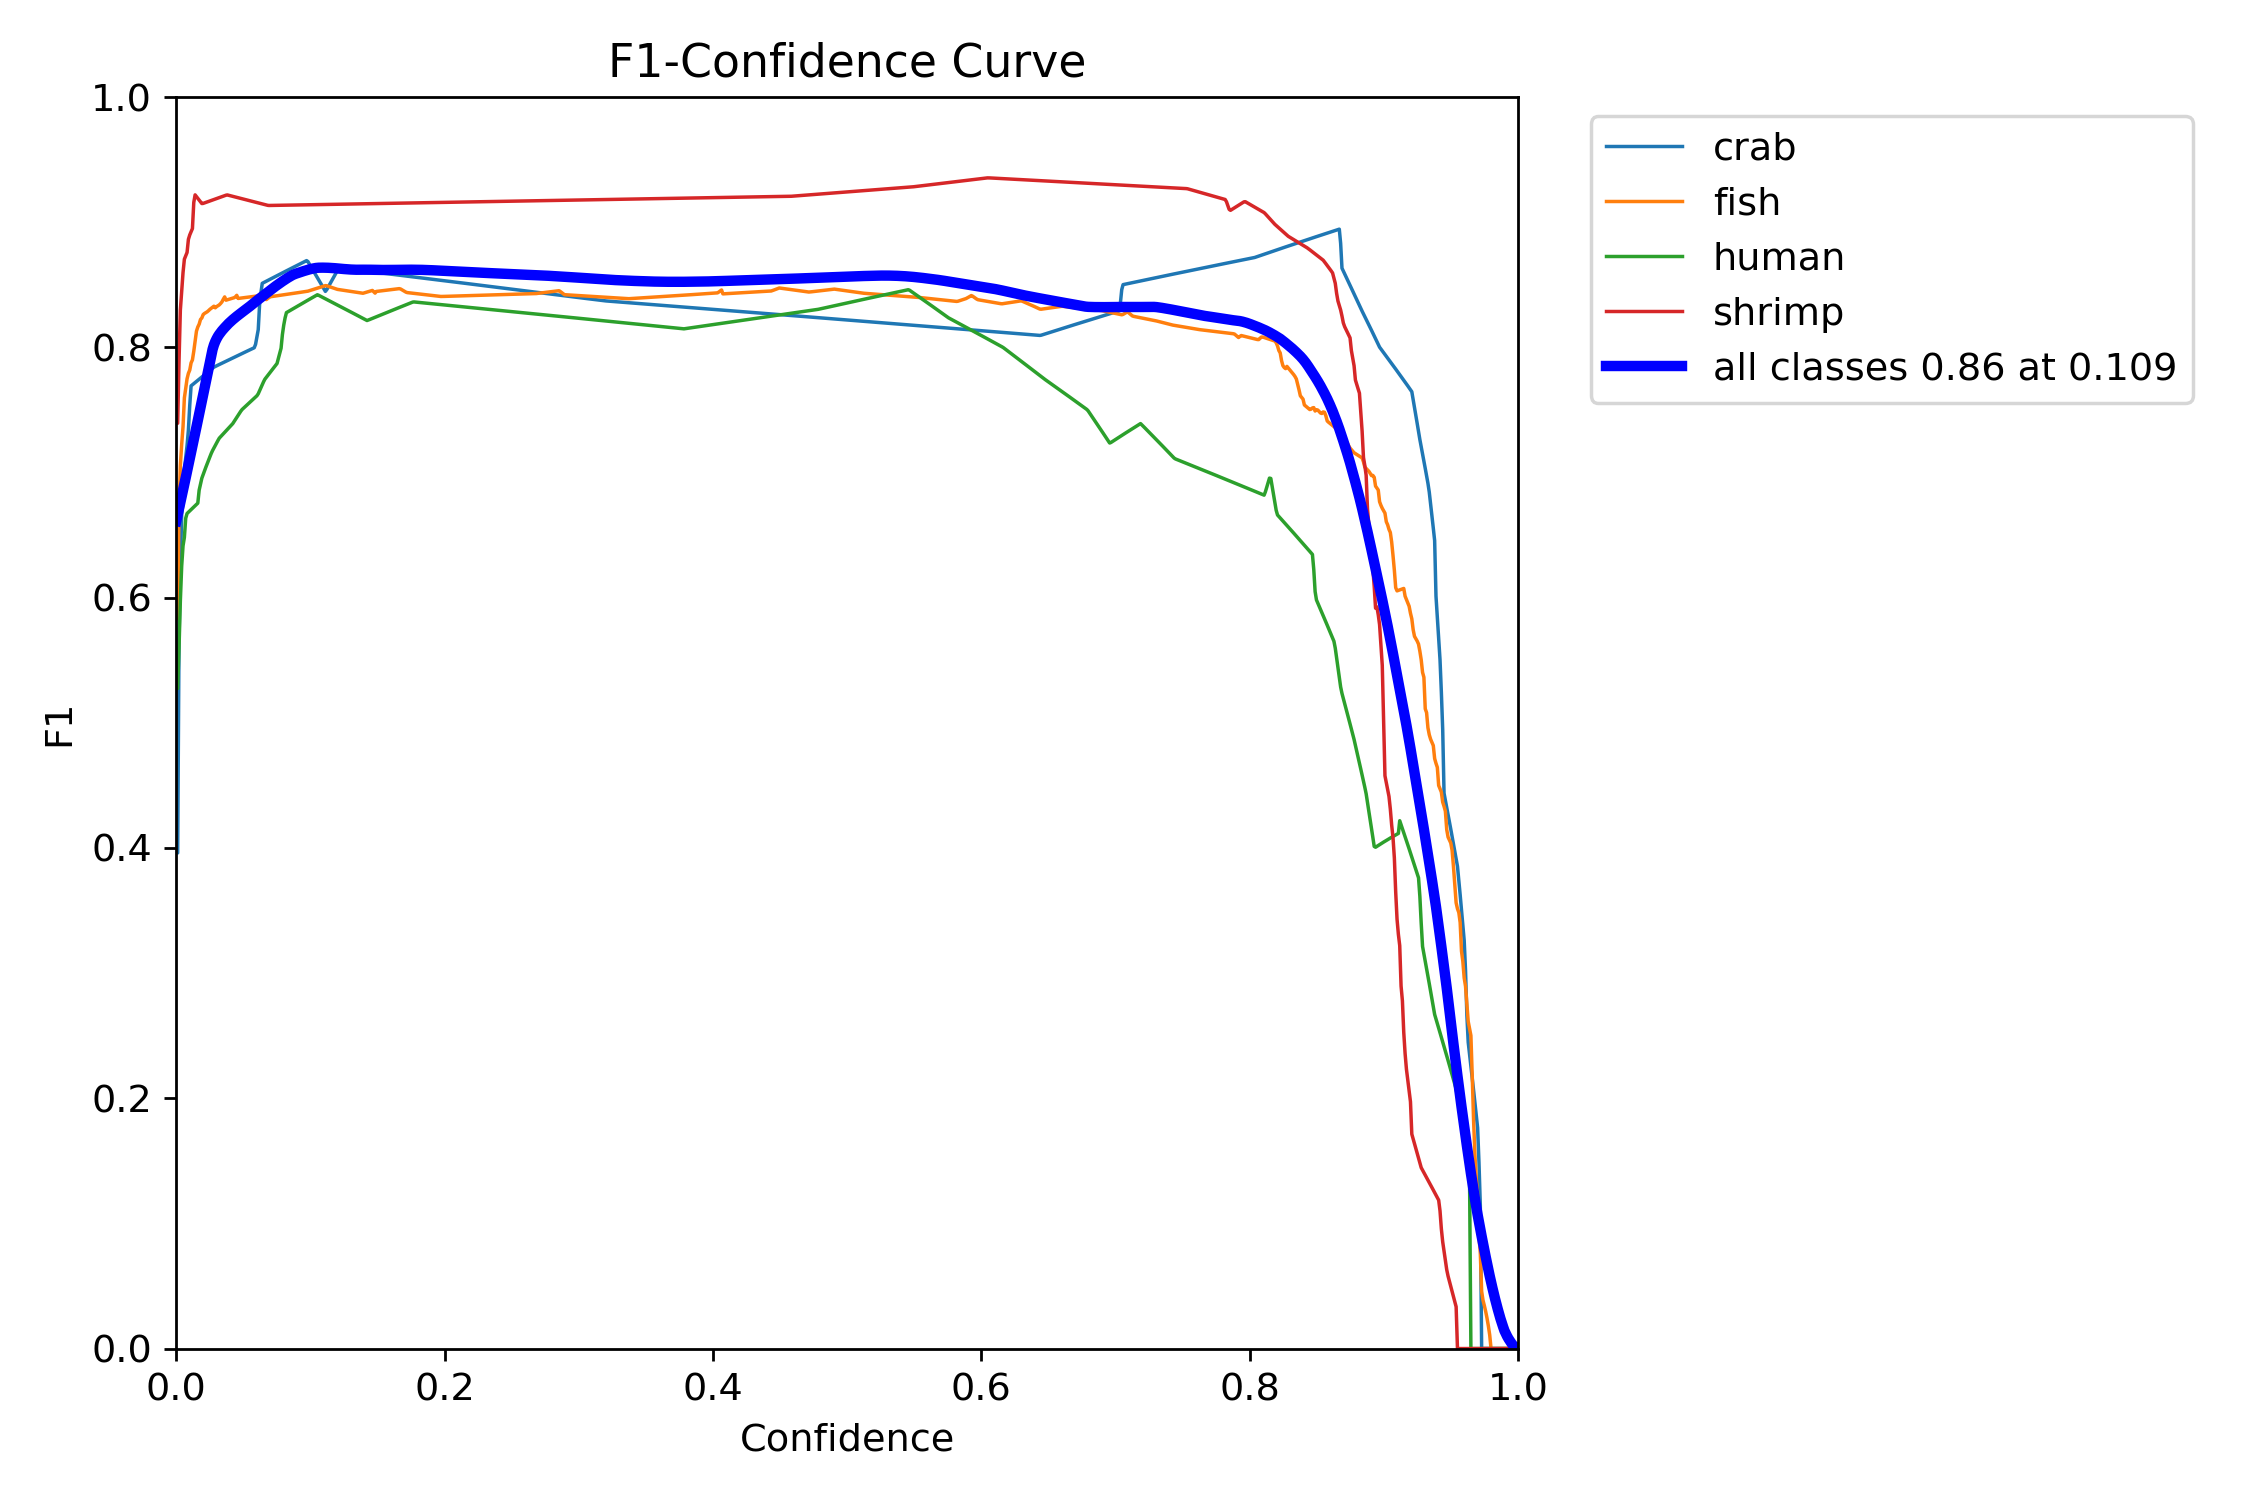 F1-Confidence Curve
1.0
0.8
0.6
0.4
0.2
0.0
F1
0.0 0.2 0.4 0.6 0.8 1.0
Confidence
crab
fish
human
shrimp
all classes 0.86 at 0.109